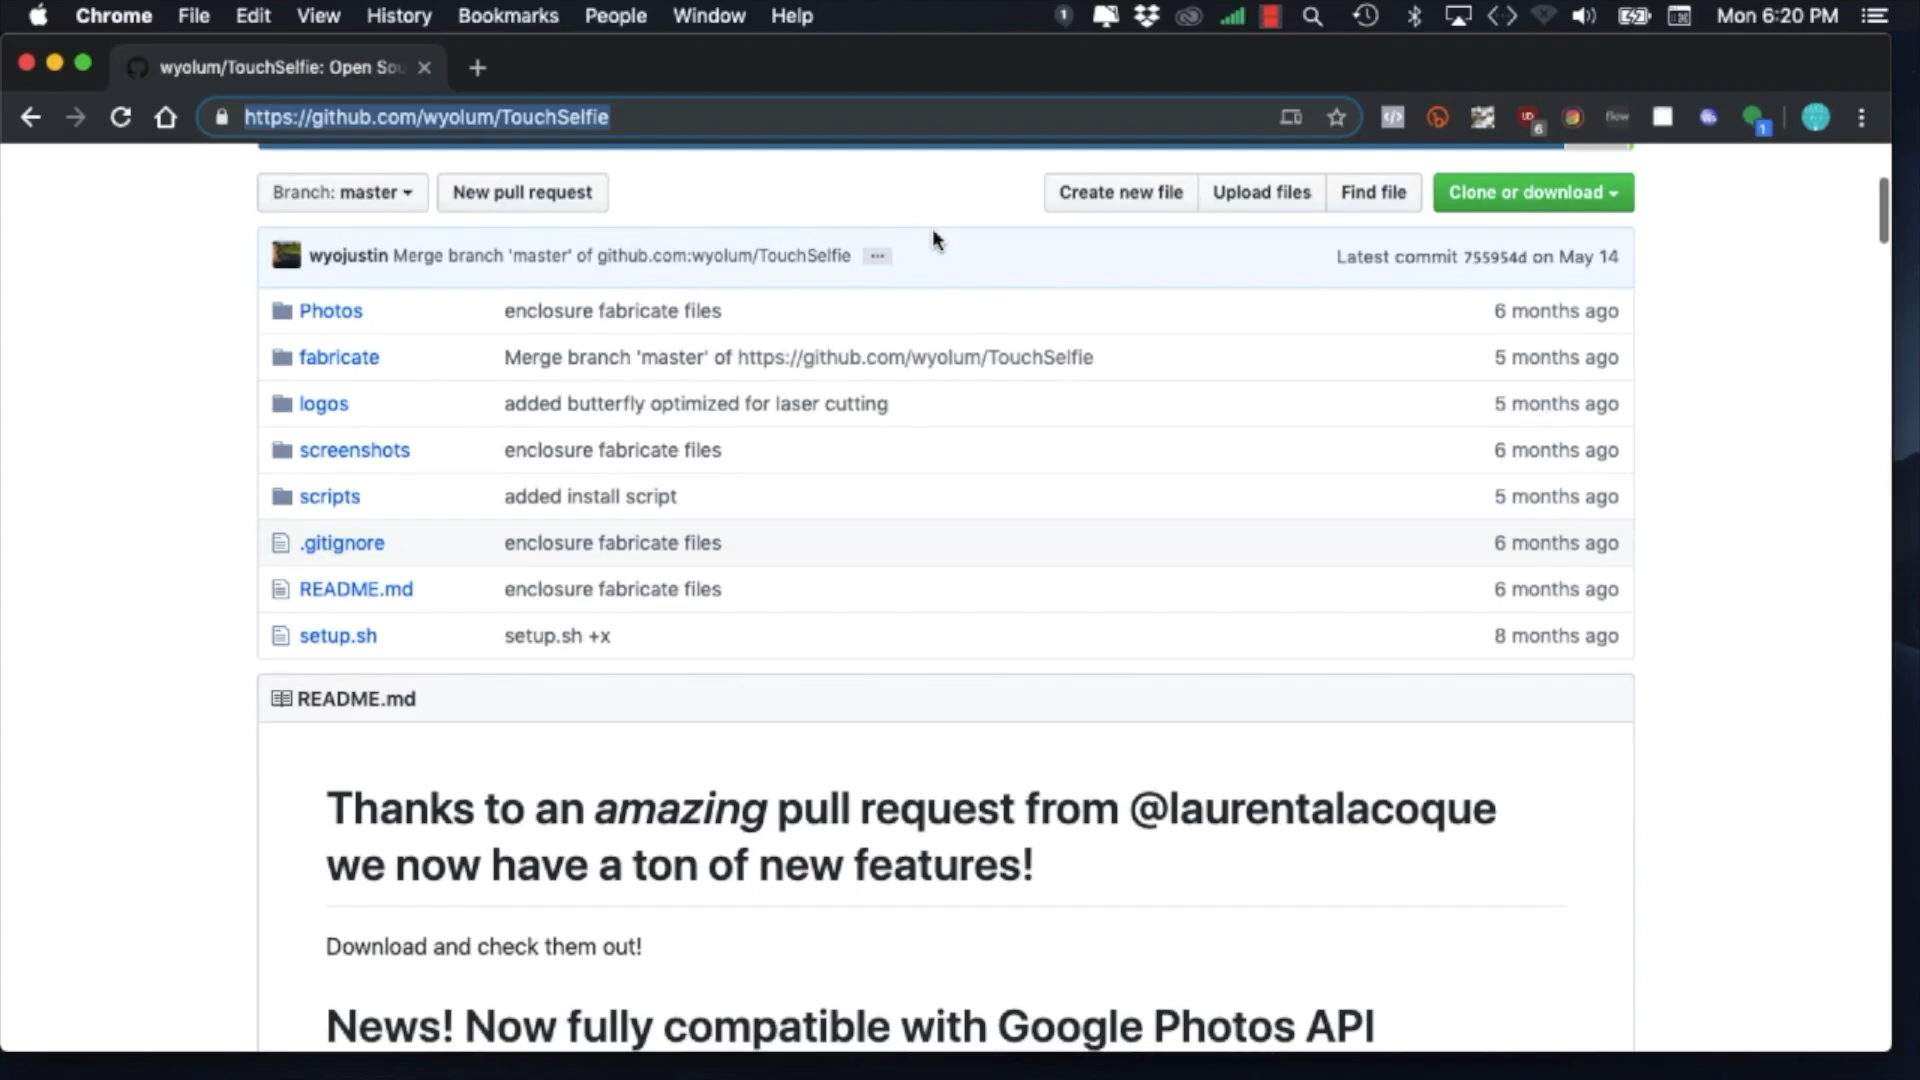 Chrome File Edit View History Bookmarks People Window Help Mon 6:20 PM
wyolum/TouchSelfie: Open Sou
https://github.com/wyolum/TouchSelfie
flow
6
1
Branch: master New pull request Create new file Upload files Find file Clone or download
wyojustin Merge branch 'master' of github.com:wyolum/TouchSelfie ... Latest commit 755954d on May 14
Photos enclosure fabricate files 6 months ago
fabricate Merge branch 'master' of https://github.com/wyolum/TouchSelfie 5 months ago
logos added butterfly optimized for laser cutting 5 months ago
screenshots enclosure fabricate files 6 months ago
scripts added install script 5 months ago
.gitignore enclosure fabricate files 6 months ago
README.md enclosure fabricate files 6 months ago
setup.sh setup.sh +x 8 months ago
README.md
Thanks to an amazing pull request from @laurentalacoque
we now have a ton of new features!
Download and check them out!
News! Now fully compatible with Google Photos API